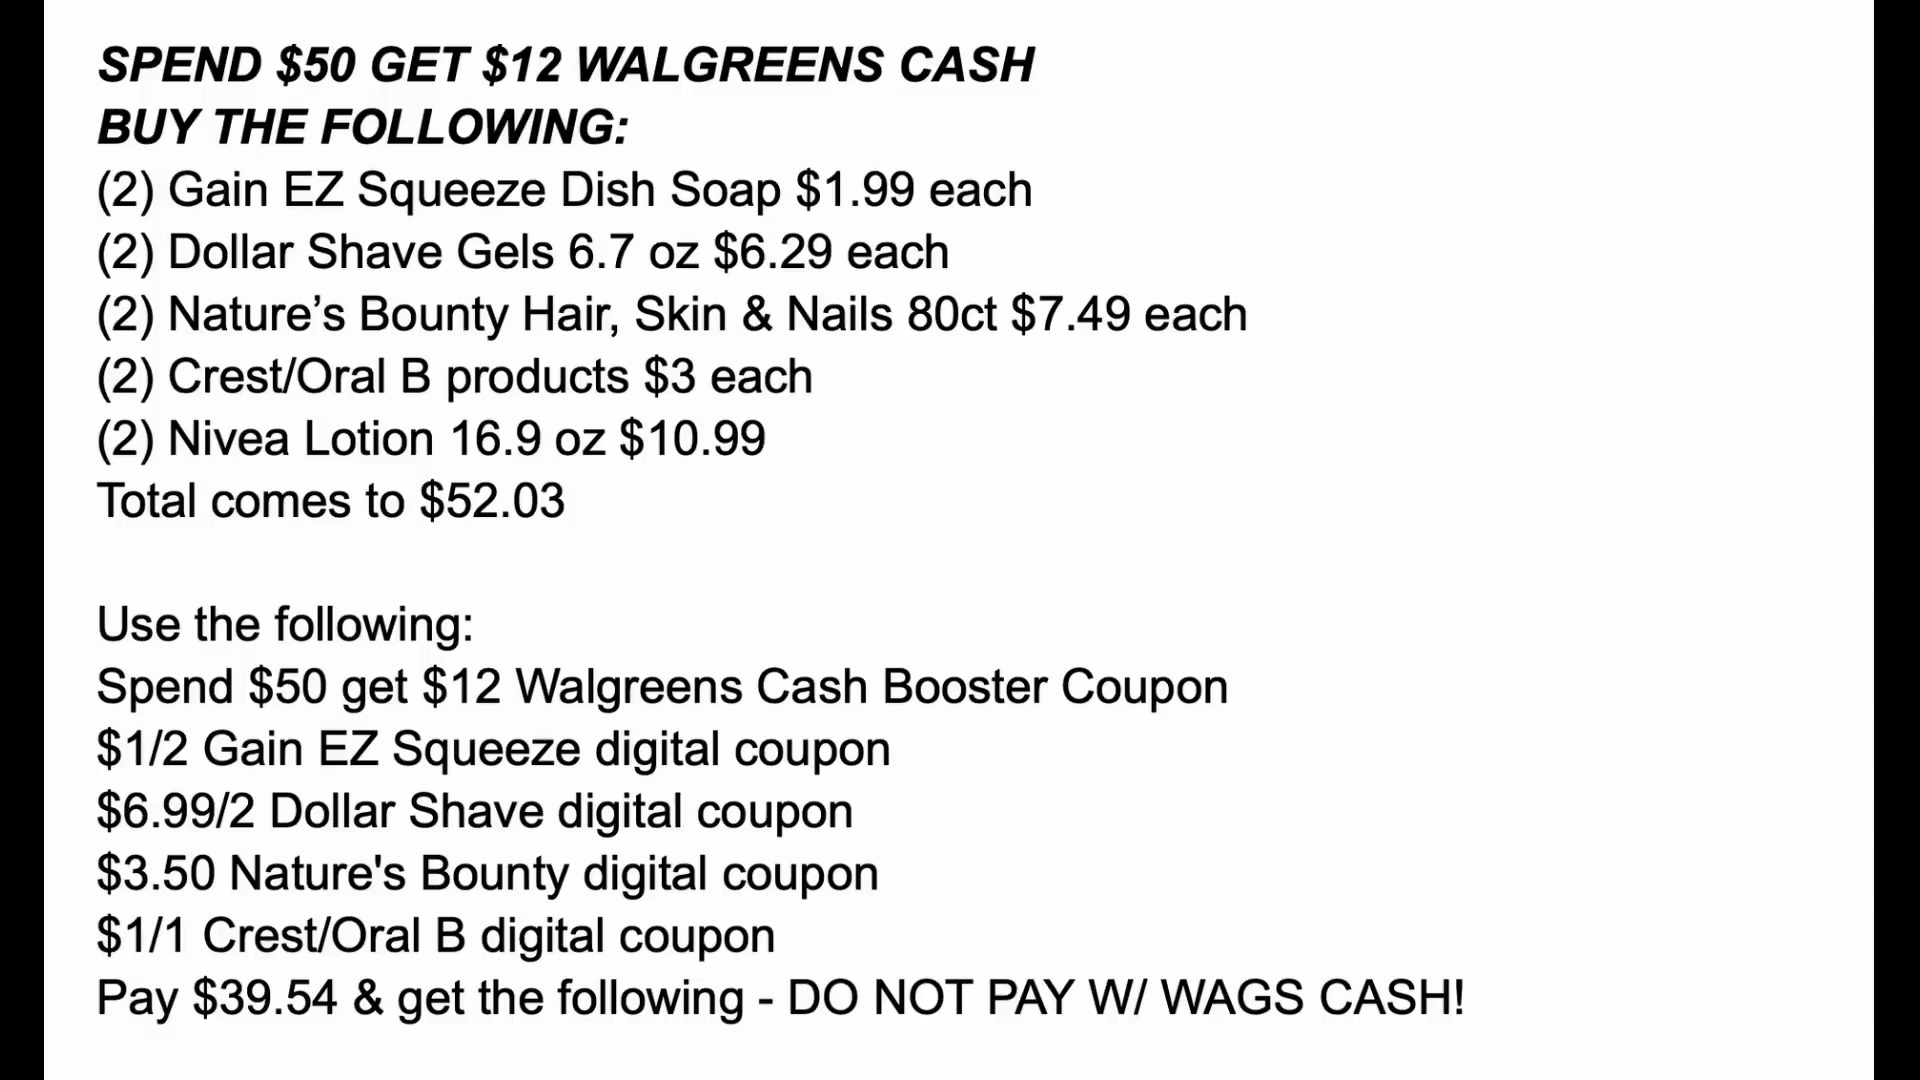 SPEND $50 GET $12 WALGREENS CASH
BUY THE FOLLOWING:
(2) Gain EZ Squeeze Dish Soap $1.99 each
(2) Dollar Shave Gels 6.7 oz $6.29 each
(2) Nature’s Bounty Hair, Skin & Nails 80ct $7.49 each
(2) Crest/Oral B products $3 each
(2) Nivea Lotion 16.9 oz $10.99
Total comes to $52.03
Use the following:
Spend $50 get $12 Walgreens Cash Booster Coupon
$1/2 Gain EZ Squeeze digital coupon
$6.99/2 Dollar Shave digital coupon
$3.50 Nature's Bounty digital coupon
$1/1 Crest/Oral B digital coupon
Pay $39.54 & get the following - DO NOT PAY W/ WAGS CASH!